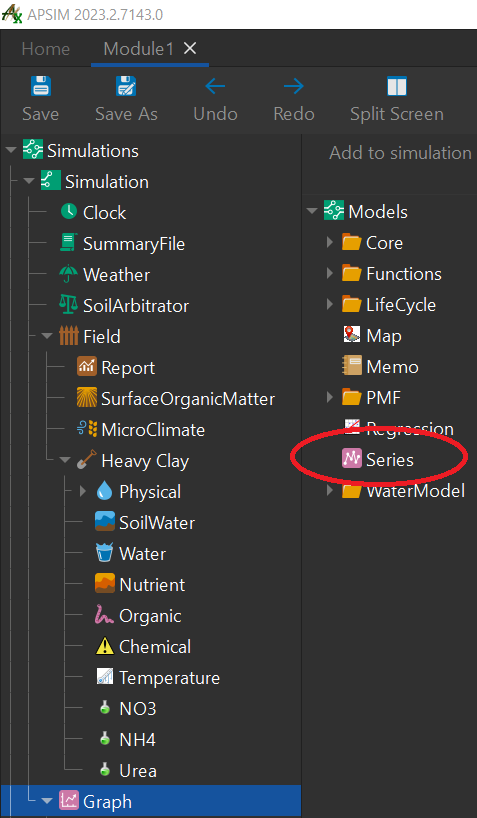 APSIM 2023.2.7143.0
Home Module1
Save Save As Undo Redo Split Screen
Simulations
Simulation
Clock
SummaryFile
Weather
SoilArbitrator
Field
Report
SurfaceOrganicMatter
MicroClimate
Heavy Clay
Physical
SoilWater
Water
Nutrient
Organic
Chemical
Temperature
NO3
NH4
Urea
Graph
Add to simulation
Models
Core
Functions
LifeCycle
Map
Memo
PMF
Regression
Series
WaterModel